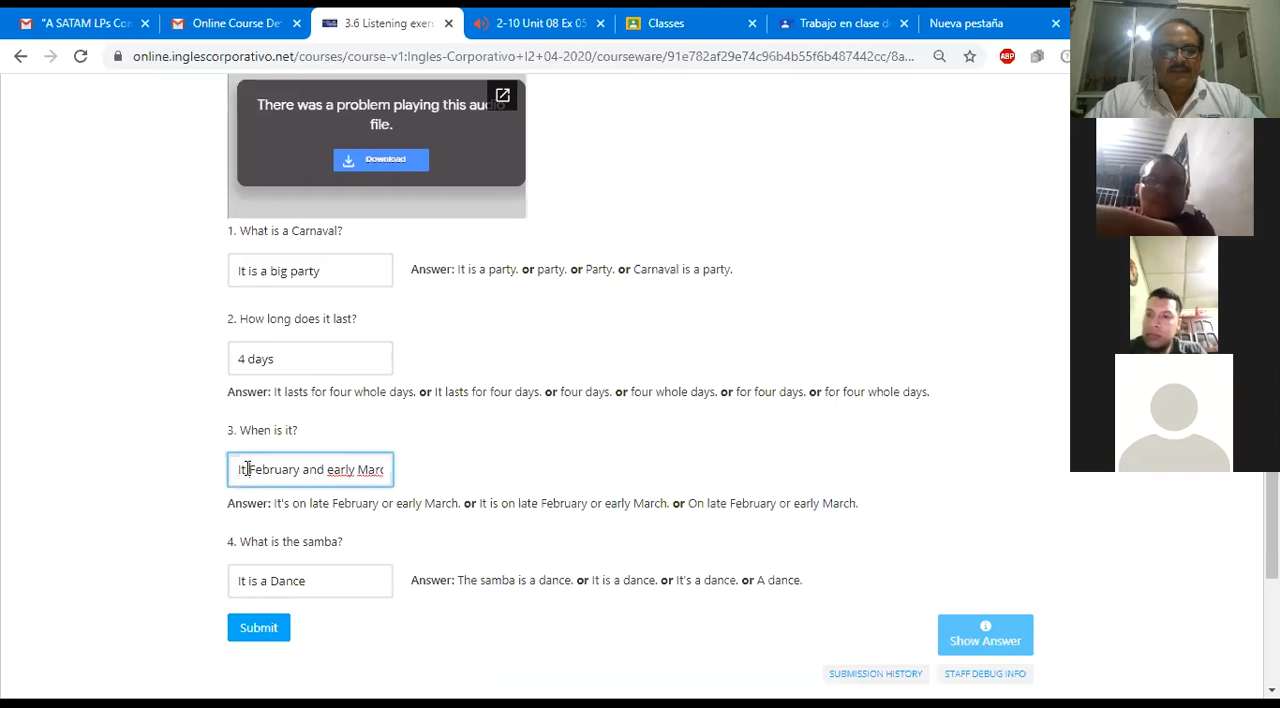 "A SATAM LPs Con
Online Course De
3.6 Listening exer
2-10 Unit 08 Ex 05
Classes
Trabajo en clase d
Nueva pestaña
online.inglescorporativo.net/courses/course-v1:Ingles-Corporativo+I2+04-2020/courseware/91e782af29e74c96b4b55f6b487442cc/8a...
ABP
There was a problem playing this audio
file.
Download
1. What is a Carnaval?
It is a big party
Answer: It is a party. or party. or Party. or Carnaval is a party.
2. How long does it last?
4 days
Answer: It lasts for four whole days. or It lasts for four days. or four days. or four whole days. or for four days. or for four whole days.
3. When is it?
It February and early Marc
Answer: It's on late February or early March. or It is on late February or early March. or On late February or early March.
4. What is the samba?
It is a Dance
Answer: The samba is a dance. or It is a dance. or It's a dance. or A dance.
Submit
Show Answer
SUBMISSION HISTORY
STAFF DEBUG INFO